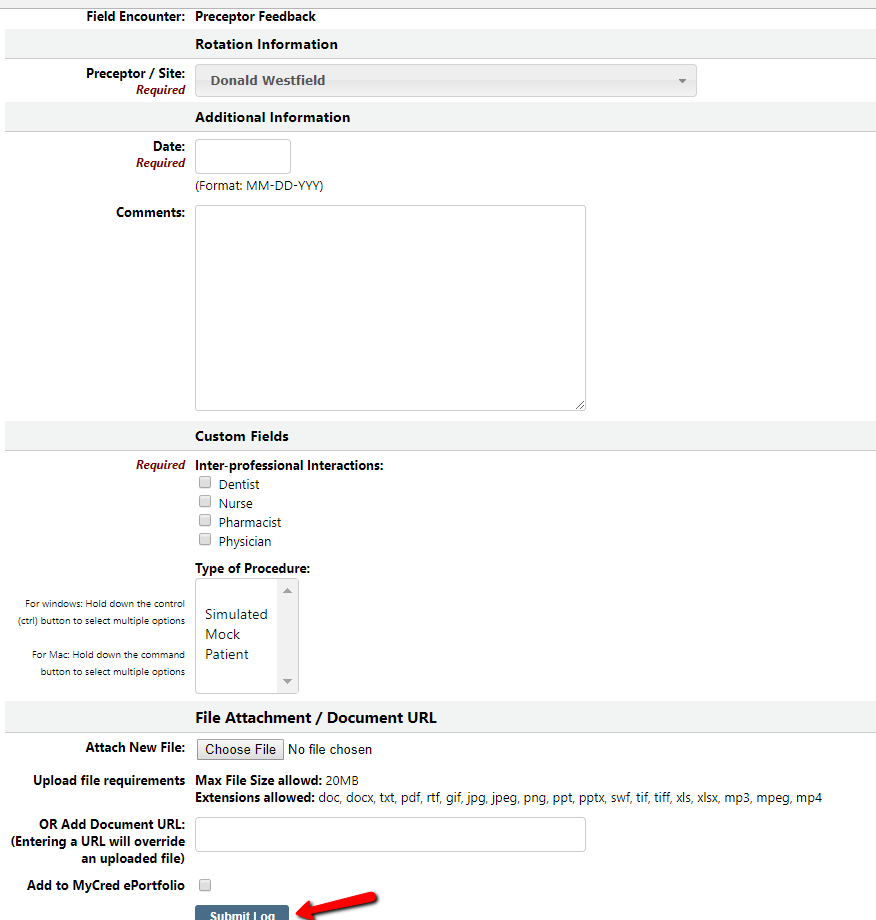 Field Encounter: Preceptor Feedback
Rotation Information
Preceptor / Site: Donald Westfield
Required
Additional Information
Date:
Required
(Format: MM-DD-YYY)
Comments:
Custom Fields
Required Inter-professional Interactions:
Dentist
Nurse
Pharmacist
Physician
Type of Procedure:
For windows: Hold down the control
(ctrl) button to select multiple options
For Mac: Hold down the command
button to select multiple options
Simulated
Mock
Patient
File Attachment / Document URL
Attach New File: Choose File No file chosen
Upload file requirements Max File Size allowd: 20MB
Extensions allowed: doc, docx, txt, pdf, rtf, gif, jpg, jpeg, png, ppt, pptx, swf, tif, tiff, xls, xlsx, mp3, mpeg, mp4
OR Add Document URL:
(Entering a URL will override
an uploaded file)
Add to MyCred ePortfolio
Submit Log